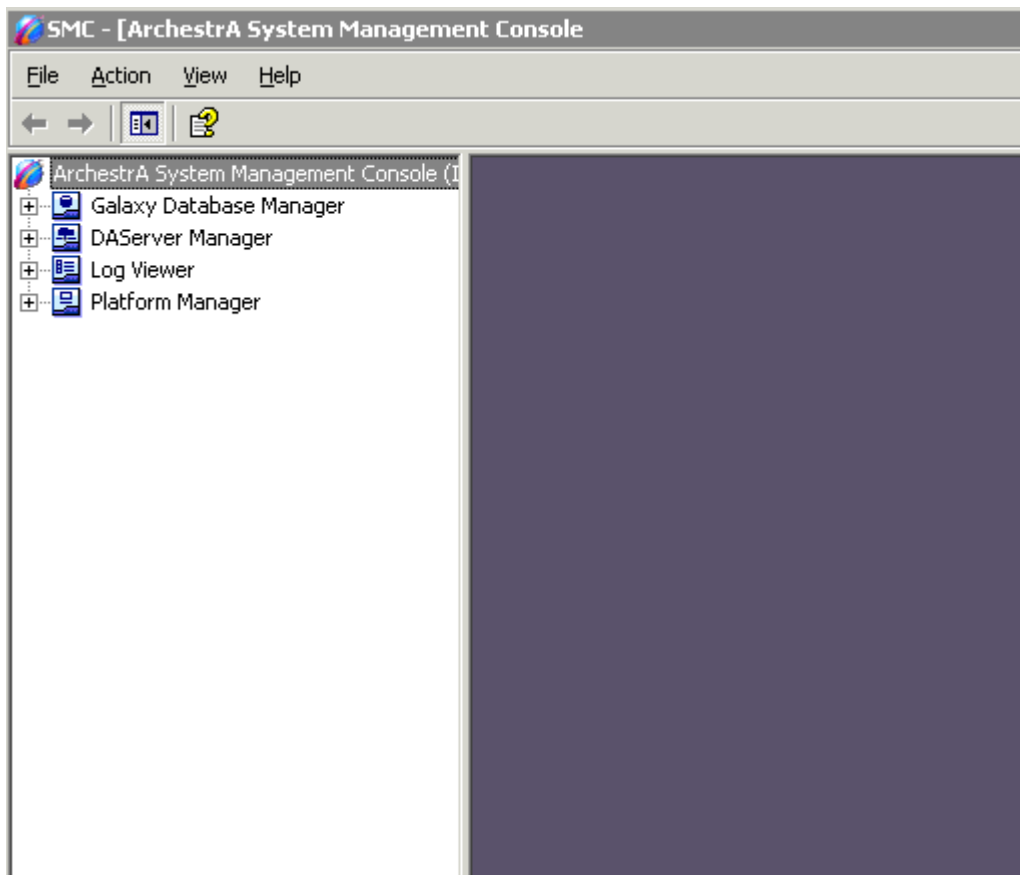 SMC - [ArchestrA System Management Console
File Action View Help
ArchestrA System Management Console (I
Galaxy Database Manager
DAServer Manager
Log Viewer
Platform Manager